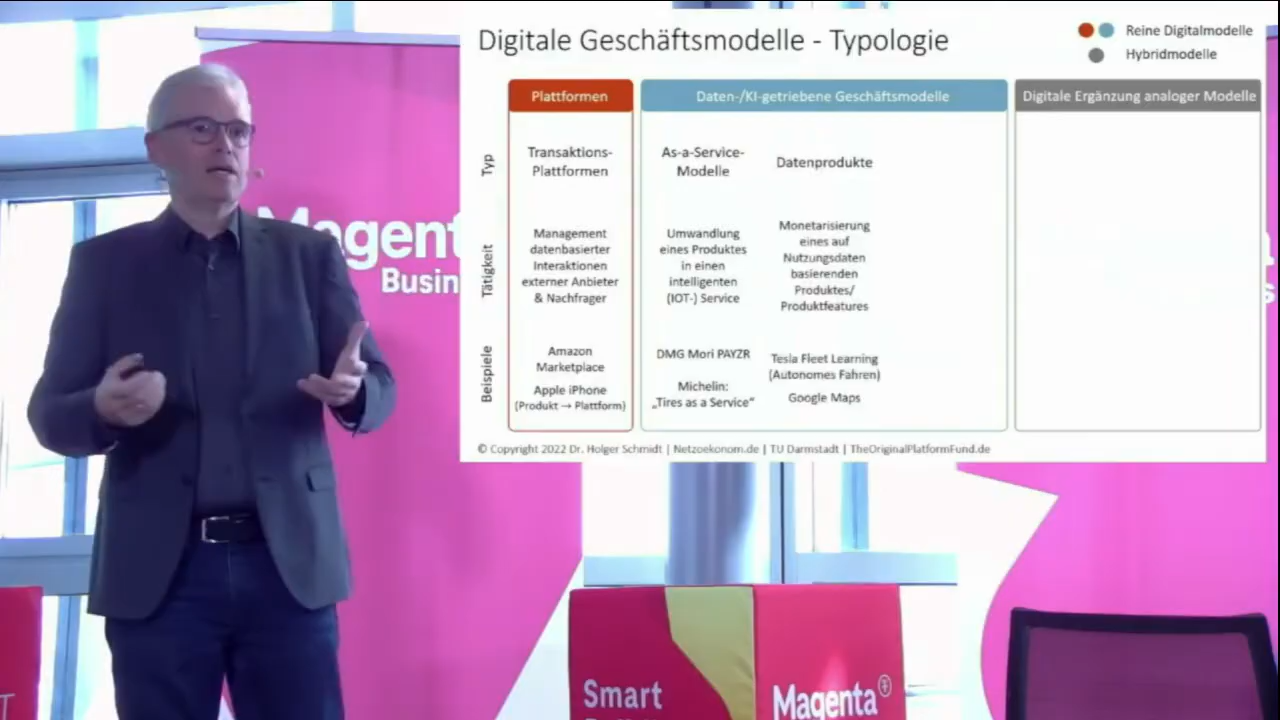 Digitale Geschäftsmodelle - Typologie
Reine Digitalmodelle
Hybridmodelle
Plattformen
Daten-/KI-getriebene Geschäftsmodelle
Digitale Ergänzung analoger Modelle
Typ
Transaktions-
Plattformen
As-a-Service-
Modelle
Datenprodukte
Tätigkeit
Management
datenbasierter
Interaktionen
externer Anbieter
& Nachfrager
Umwandlung
eines Produktes
in einen
intelligenten
(IOT-) Service
Monetarisierung
eines auf
Nutzungsdaten
basierenden
Produktes/
Produktfeatures
Beispiele
Amazon
Marketplace
Apple iPhone
(Produkt → Plattform)
DMG Mori PAYZR
Michelin:
„Tires as a Service“
Tesla Fleet Learning
(Autonomes Fahren)
Google Maps
© Copyright 2022 Dr. Holger Schmidt | Netzoekonom.de | TU Darmstadt | TheOriginalPlatformFund.de
Magent
Busin
Smart
Magenta